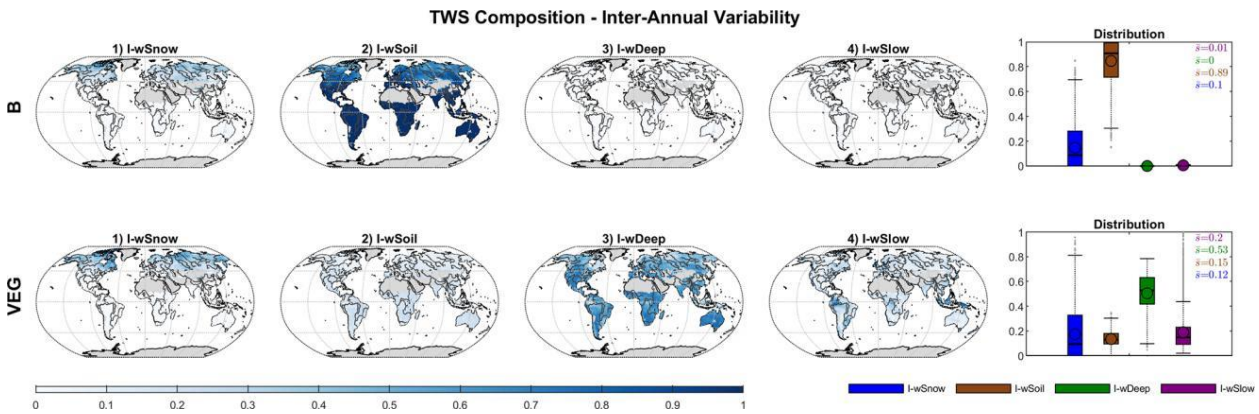 TWS Composition - Inter-Annual Variability
B
1) I-wSnow
2) I-wSoil
3) I-wDeep
4) I-wSlow
Distribution
1
0.8
0.6
0.4
0.2
0
s̄=0.01
s̄=0
s̄=0.89
s̄=0.1
VEG
1) I-wSnow
2) I-wSoil
3) I-wDeep
4) I-wSlow
Distribution
1
0.8
0.6
0.4
0.2
0
s̄=0.2
s̄=0.53
s̄=0.15
s̄=0.12
0 0.1 0.2 0.3 0.4 0.5 0.6 0.7 0.8 0.9 1
I-wSnow I-wSoil I-wDeep I-wSlow